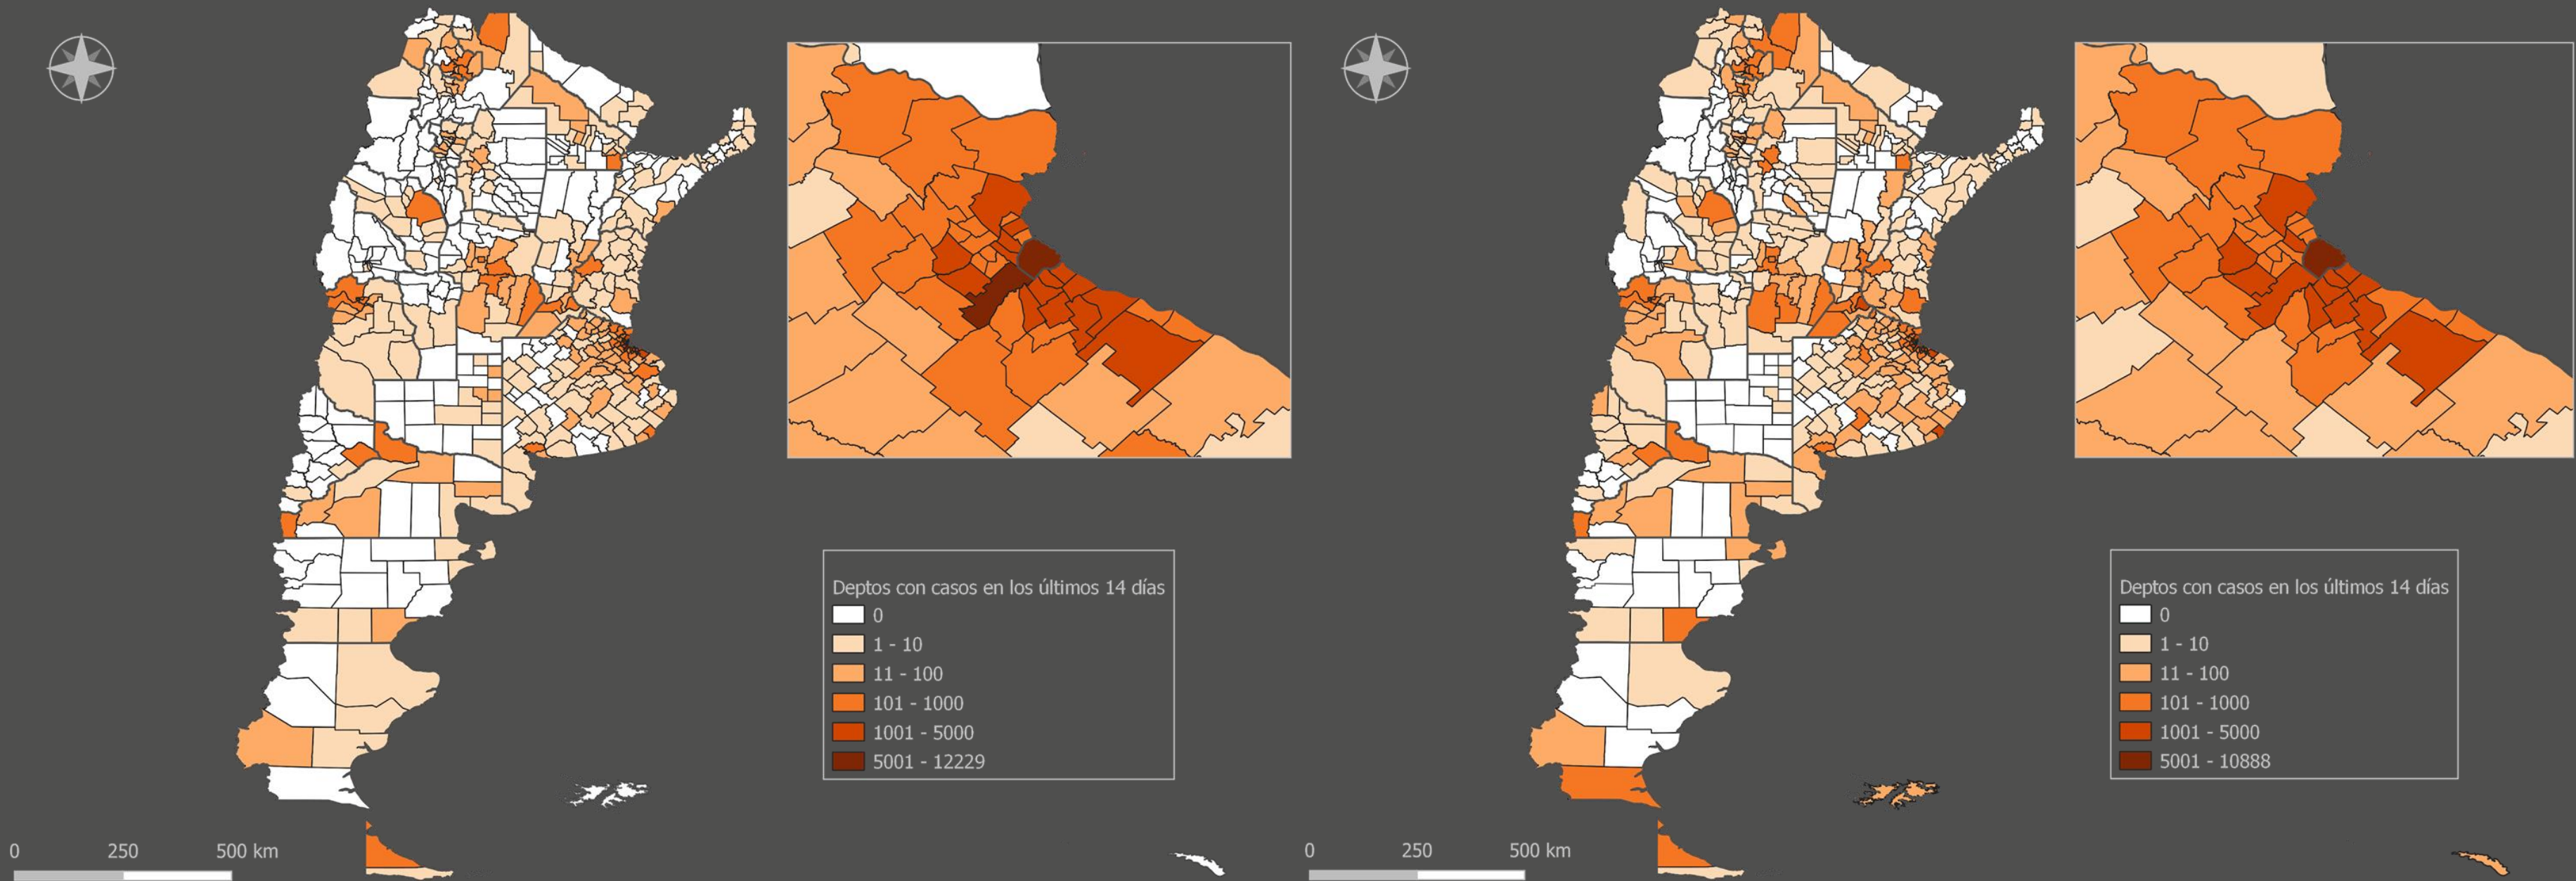 Deptos con casos en los últimos 14 días
0
1 - 10
11 - 100
101 - 1000
1001 - 5000
5001 - 12229
0 250 500 km
Deptos con casos en los últimos 14 días
0
1 - 10
11 - 100
101 - 1000
1001 - 5000
5001 - 10888
0 250 500 km